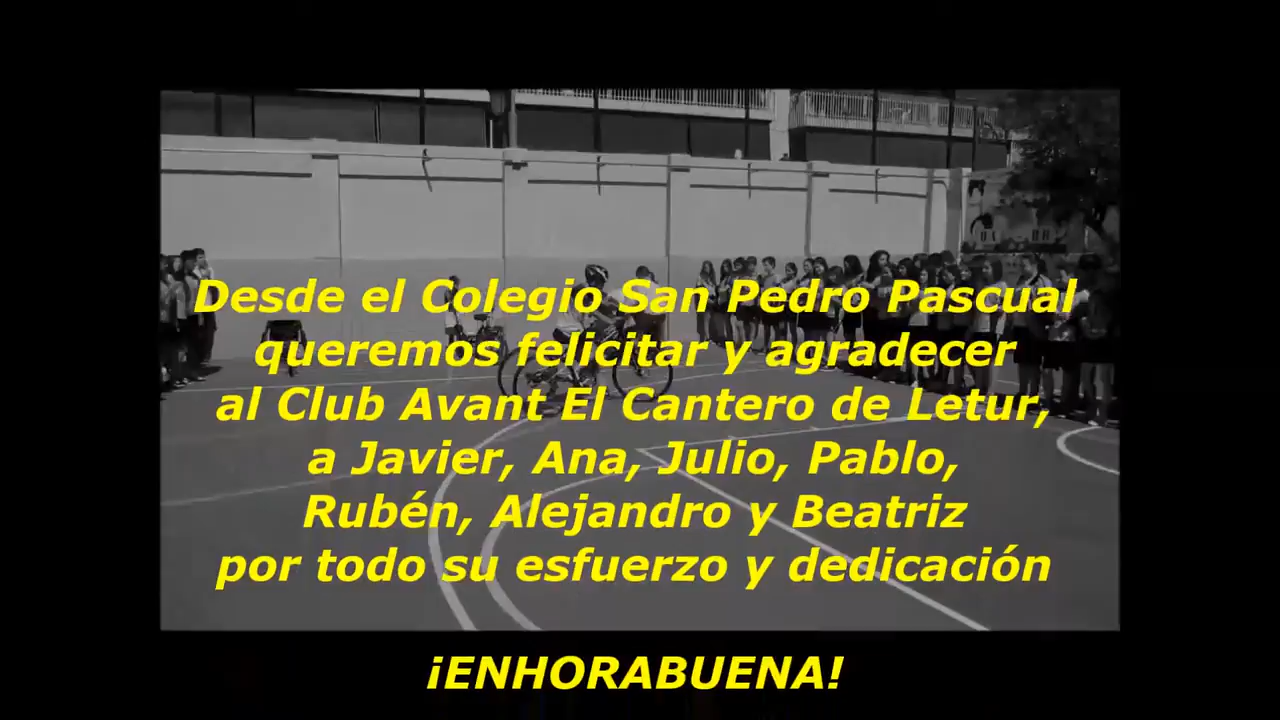 Desde el Colegio San Pedro Pascual
queremos felicitar y agradecer
al Club Avant El Cantero de Letur,
a Javier, Ana, Julio, Pablo,
Rubén, Alejandro y Beatriz
por todo su esfuerzo y dedicación
¡ENHORABUENA!